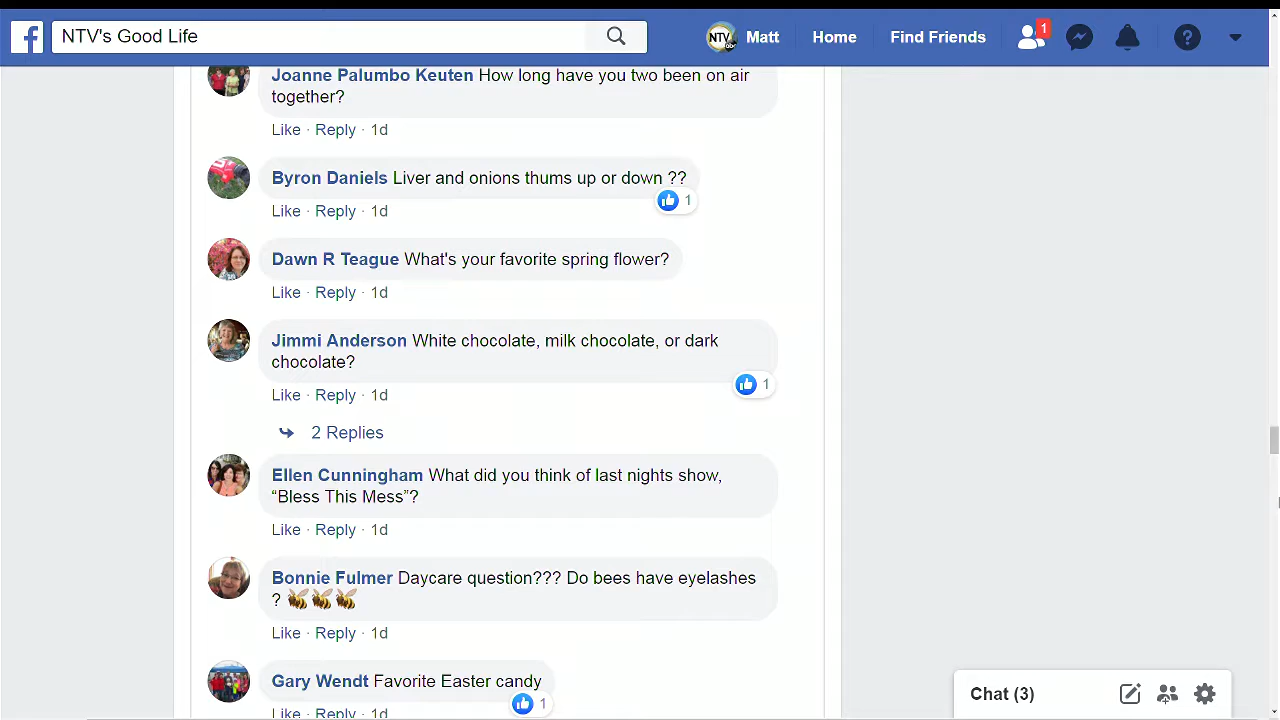 NTV's Good Life
NTV
abc
Matt
Home
Find Friends
1
Joanne Palumbo Keuten How long have you two been on air
together?
Like · Reply · 1d
Byron Daniels Liver and onions thums up or down ??
1
Like · Reply · 1d
Dawn R Teague What's your favorite spring flower?
Like · Reply · 1d
Jimmi Anderson White chocolate, milk chocolate, or dark
chocolate?
1
Like · Reply · 1d
2 Replies
Ellen Cunningham What did you think of last nights show,
“Bless This Mess”?
Like · Reply · 1d
Bonnie Fulmer Daycare question??? Do bees have eyelashes
? 🐝🐝🐝
Like · Reply · 1d
Gary Wendt Favorite Easter candy
1
Like · Reply · 1d
Chat (3)